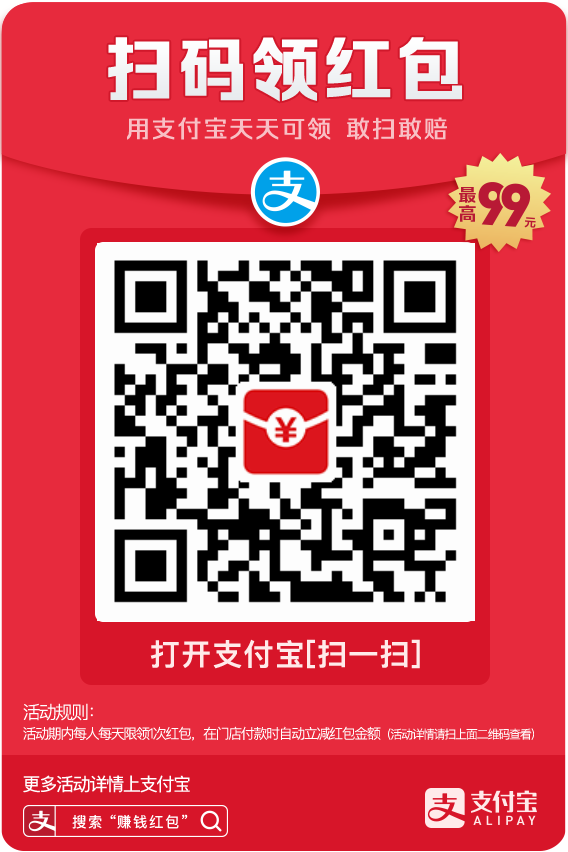 扫码领红包
用支付宝天天可领 敢扫敢赔
支
最高99元
¥
打开支付宝[扫一扫]
活动规则：
活动期内每人每天限领1次红包，在门店付款时自动立减红包金额（活动详情请扫上面二维码查看）
更多活动详情上支付宝
支 搜索“赚钱红包”
支 支付宝
ALIPAY